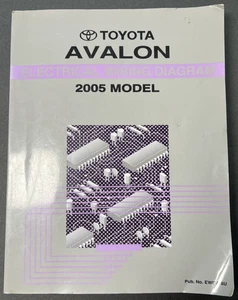 TOYOTA
AVALON
ELECTRICAL WIRING DIAGRAM
2005 MODEL
Pub. No.